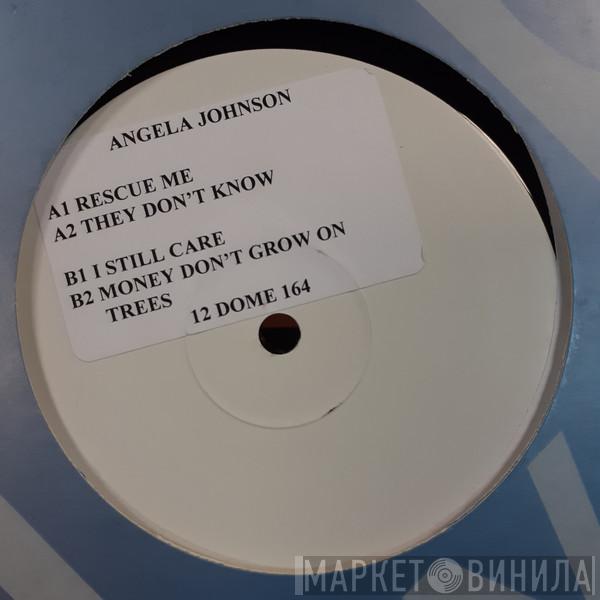 ANGELA JOHNSON
A1 RESCUE ME
A2 THEY DON'T KNOW
B1 I STILL CARE
B2 MONEY DON'T GROW ON
TREES 12 DOME 164
МАРКЕТ ВИНИЛА